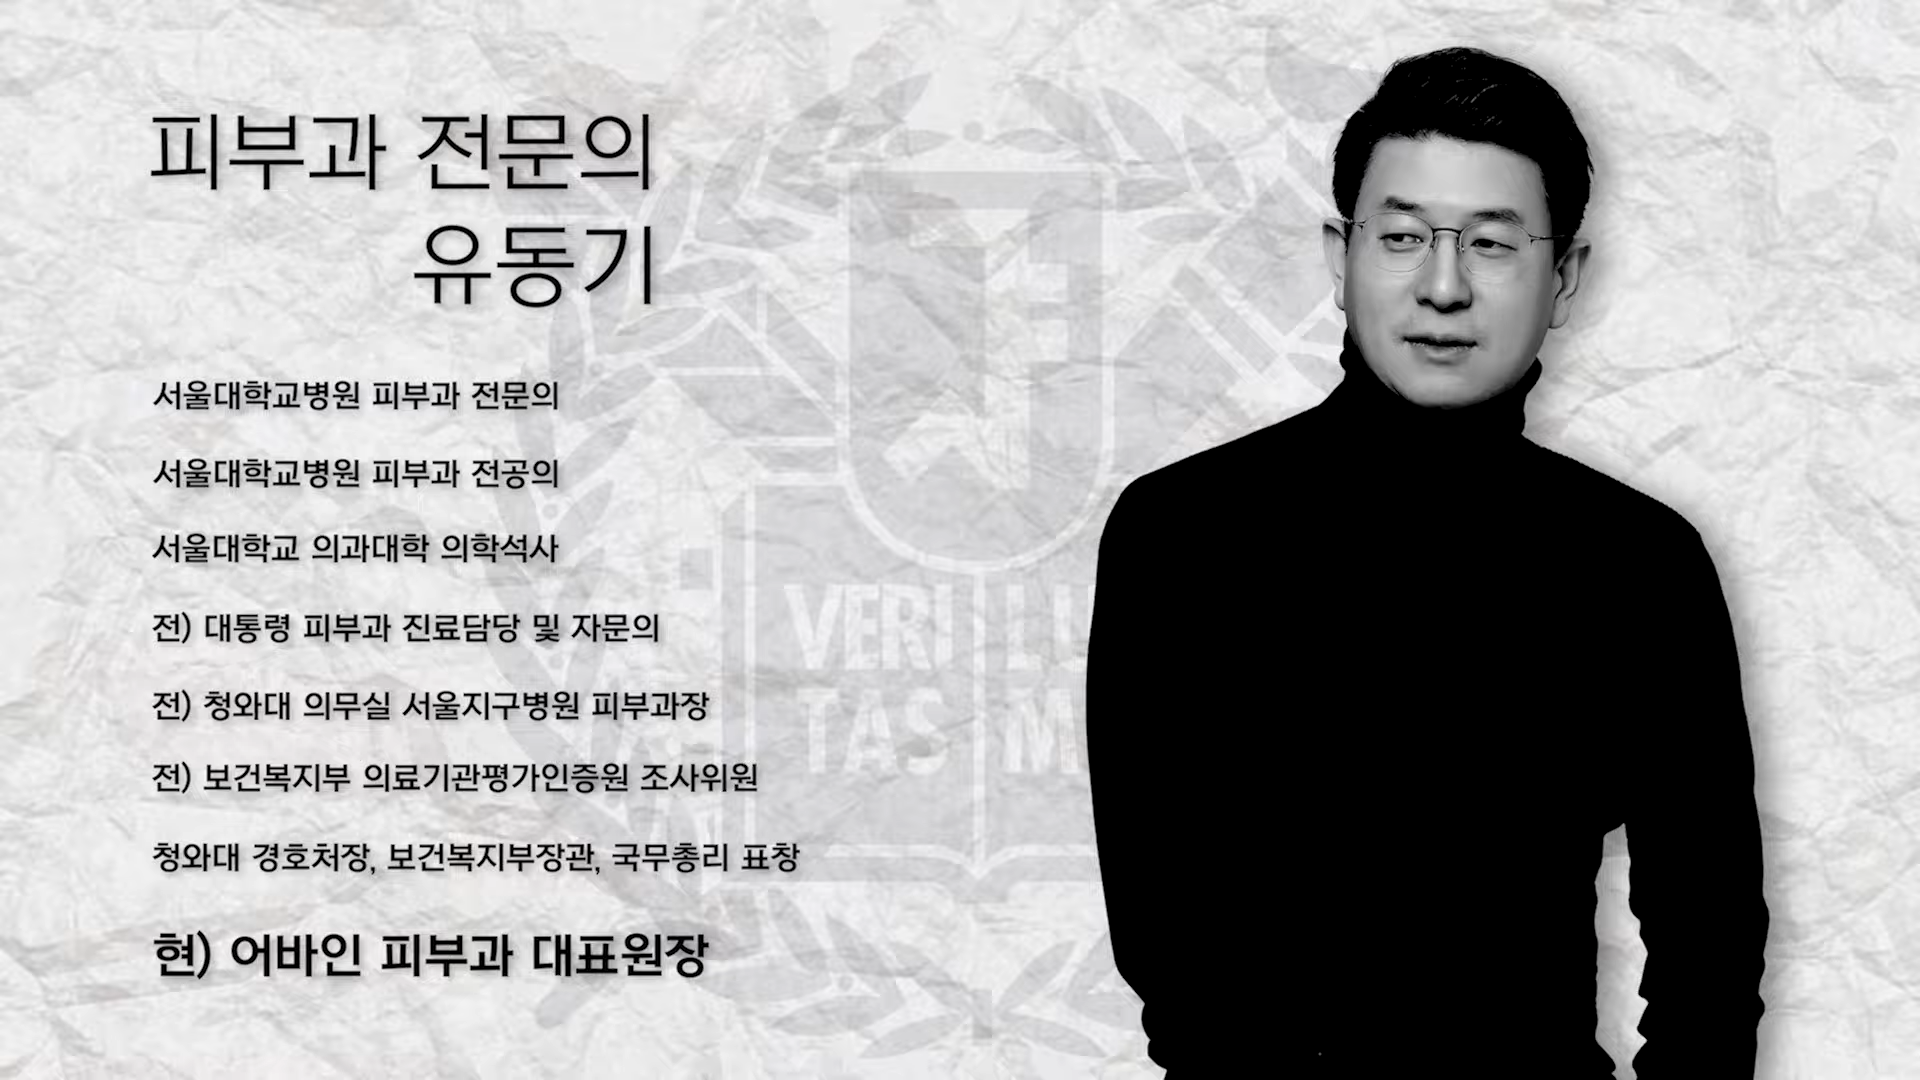 피부과 전문의
유동기
서울대학교병원 피부과 전문의
서울대학교병원 피부과 전공의
서울대학교 의과대학 의학석사
전) 대통령 피부과 진료담당 및 자문의
전) 청와대 의무실 서울지구병원 피부과장
전) 보건복지부 의료기관평가인증원 조사위원
청와대 경호처장, 보건복지부장관, 국무총리 표창
현) 어바인 피부과 대표원장
VERI
TAS